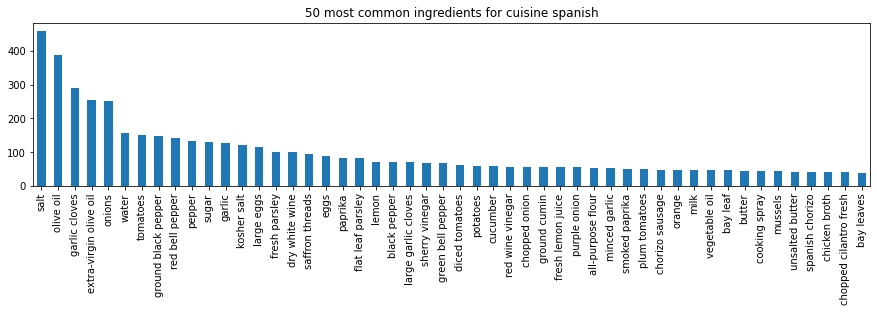 50 most common ingredients for cuisine spanish
400
300
200
100
0
salt
olive oil
garlic cloves
extra-virgin olive oil
onions
water
tomatoes
ground black pepper
red bell pepper
pepper
sugar
garlic
kosher salt
large eggs
fresh parsley
dry white wine
saffron threads
eggs
paprika
flat leaf parsley
lemon
black pepper
large garlic cloves
sherry vinegar
green bell pepper
diced tomatoes
potatoes
cucumber
red wine vinegar
chopped onion
ground cumin
fresh lemon juice
purple onion
all-purpose flour
minced garlic
smoked paprika
plum tomatoes
chorizo sausage
orange
milk
vegetable oil
bay leaf
butter
cooking spray
mussels
unsalted butter
spanish chorizo
chicken broth
chopped cilantro fresh
bay leaves